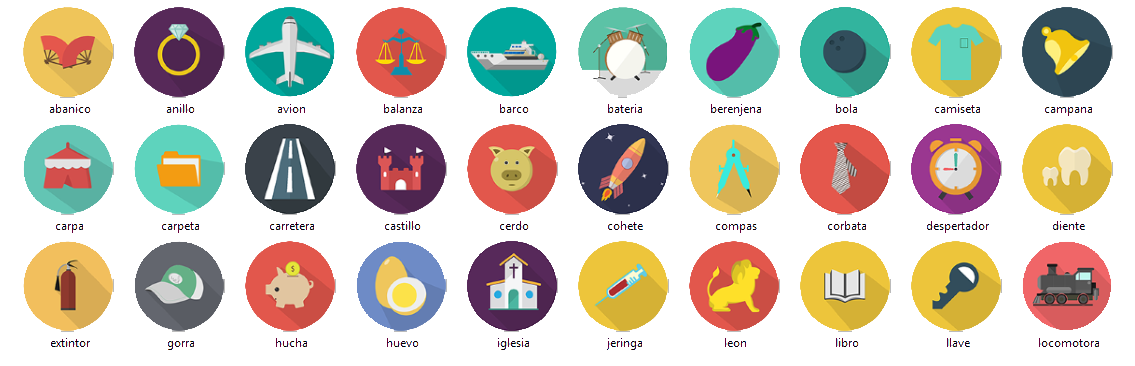 abanico anillo avion balanza barco bateria berenjena bola camiseta campana
carpa carpeta carretera castillo cerdo cohete compas corbata despertador diente
$
extintor gorra hucha huevo iglesia jeringa leon libro llave locomotora